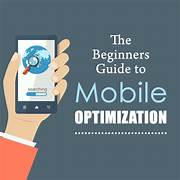 The
Beginners
Guide to
Mobile
OPTIMIZATION
searching